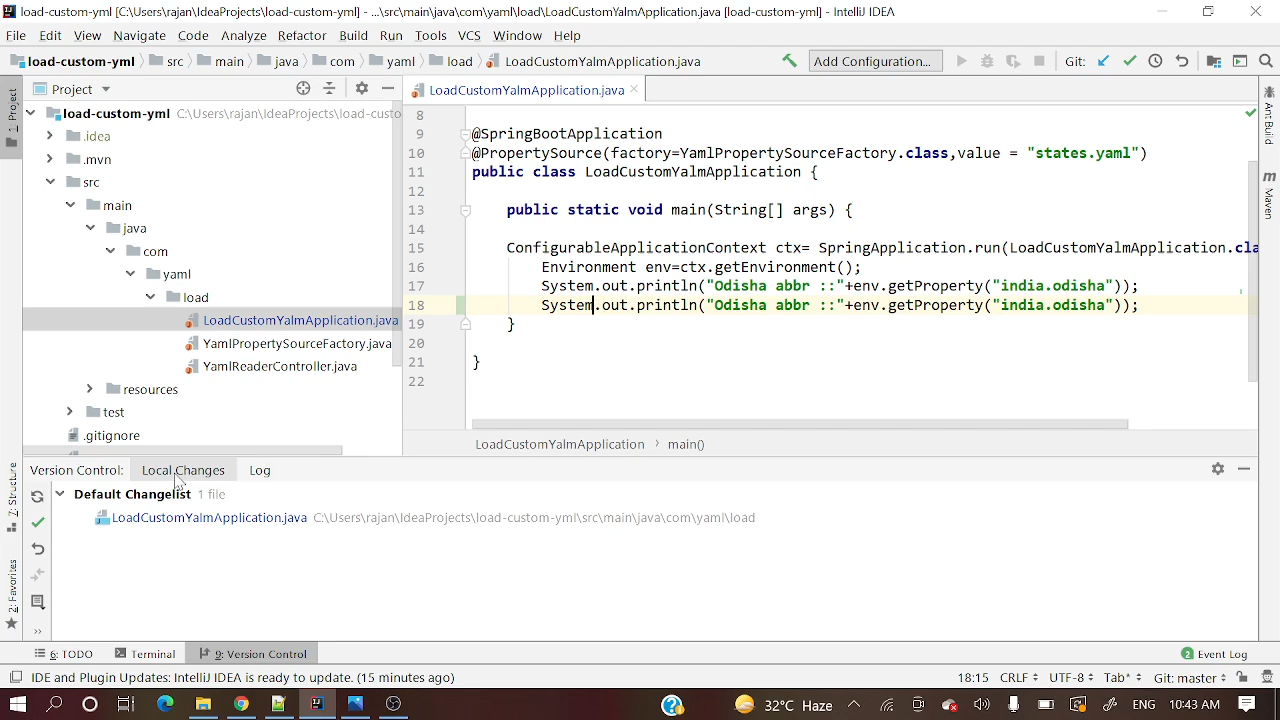 load-custom-yml [C:\Users\rajan\IdeaProjects\load-custom-yml] - ...\src\main\java\com\yaml\load\LoadCustomYalmApplication.java [load-custom-yml] - IntelliJ IDEA
File Edit View Navigate Code Analyze Refactor Build Run Tools VCS Window Help
load-custom-yml src main java com yaml load LoadCustomYalmApplication.java Add Configuration... Git:
1: Project
Project
LoadCustomYalmApplication.java
Ant Build
Maven
load-custom-yml C:\Users\rajan\IdeaProjects\load-custo
.idea
.mvn
src
main
java
com
yaml
load
LoadCustomYalmApplication.java
YamlPropertySourceFactory.java
YamlReaderController.java
resources
test
.gitignore
8
9 @SpringBootApplication
10 @PropertySource(factory=YamlPropertySourceFactory.class,value = "states.yaml")
11 public class LoadCustomYalmApplication {
12
13 public static void main(String[] args) {
14
15 ConfigurableApplicationContext ctx= SpringApplication.run(LoadCustomYalmApplication.cla
16 Environment env=ctx.getEnvironment();
17 System.out.println("Odisha abbr ::"+env.getProperty("india.odisha"));
18 System.out.println("Odisha abbr ::"+env.getProperty("india.odisha"));
19 }
20
21 }
22
LoadCustomYalmApplication main()
Version Control: Local Changes Log
Default Changelist 1 file
LoadCustomYalmApplication.java C:\Users\rajan\IdeaProjects\load-custom-yml\src\main\java\com\yaml\load
Z: Structure
2: Favorites
6: TODO Terminal 9: Version Control 2 Event Log
IDE and Plugin Updates: IntelliJ IDEA is ready to update. (15 minutes ago) 18:15 CRLF UTF-8 Tab* Git: master
32°C Haze ENG 10:43 AM